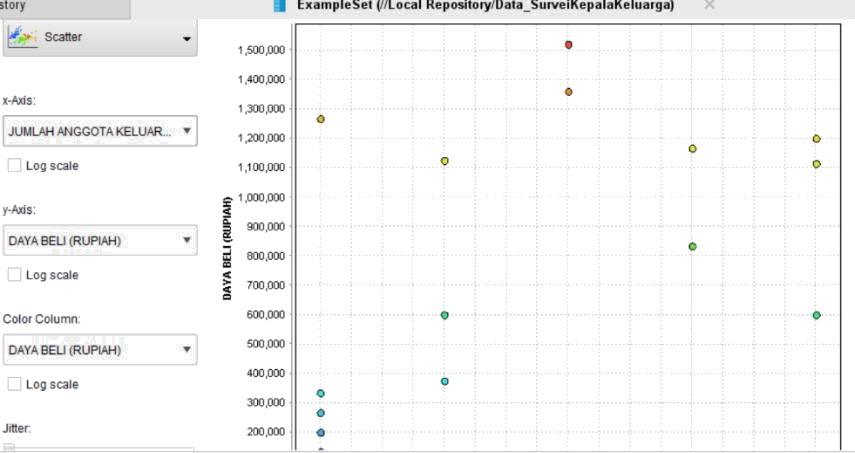 story
ExampleSet (//Local Repository/Data_SurveiKepalaKeluarga)
Scatter
x-Axis:
JUMLAH ANGGOTA KELUAR...
Log scale
y-Axis:
DAYA BELI (RUPIAH)
Log scale
Color Column:
DAYA BELI (RUPIAH)
Log scale
Jitter:
DAYA BELI (RUPIAH)
1,500,000
1,400,000
1,300,000
1,200,000
1,100,000
1,000,000
900,000
800,000
700,000
600,000
500,000
400,000
300,000
200,000